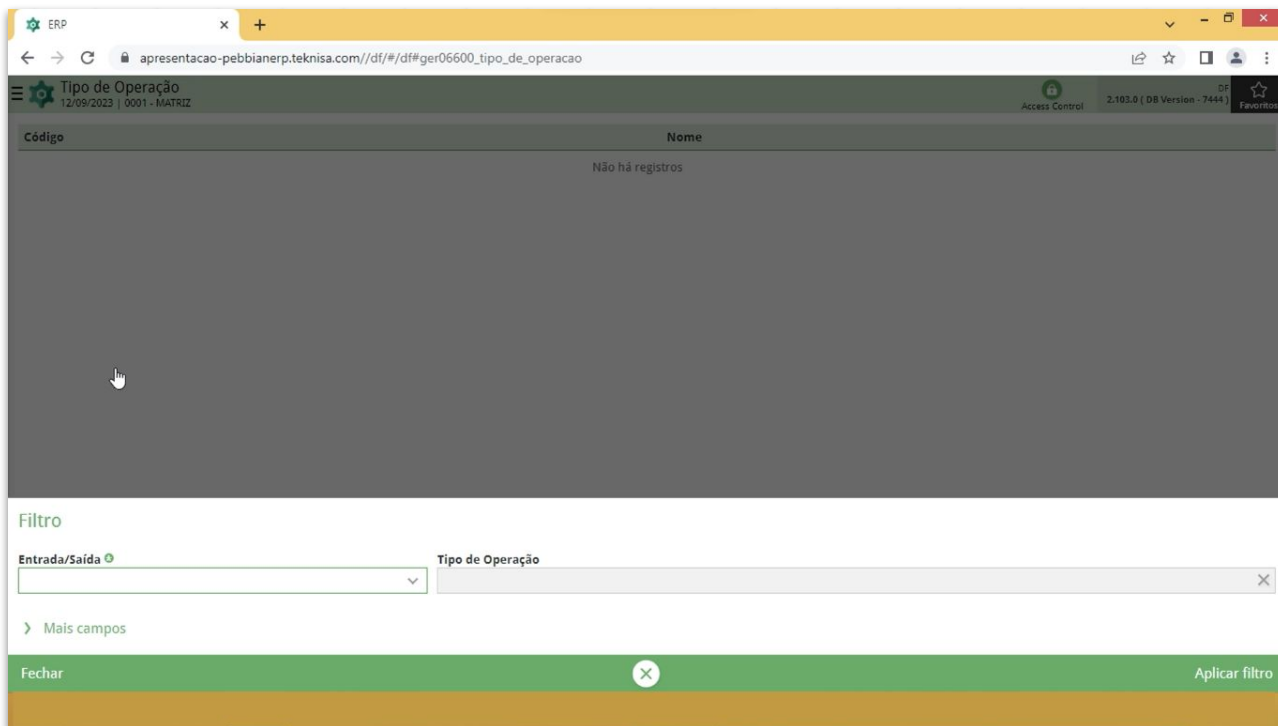 ERP
apresentacao-pebbianerp.teknisa.com//df/#/df#ger06600_tipo_de_operacao
Tipo de Operação
12/09/2023 | 0001 - MATRIZ
Access Control
DF
2.103.0 ( DB Version - 7444 )
Favoritos
Código Nome
Não há registros
Filtro
Entrada/Saída Tipo de Operação
Mais campos
Fechar Aplicar filtro